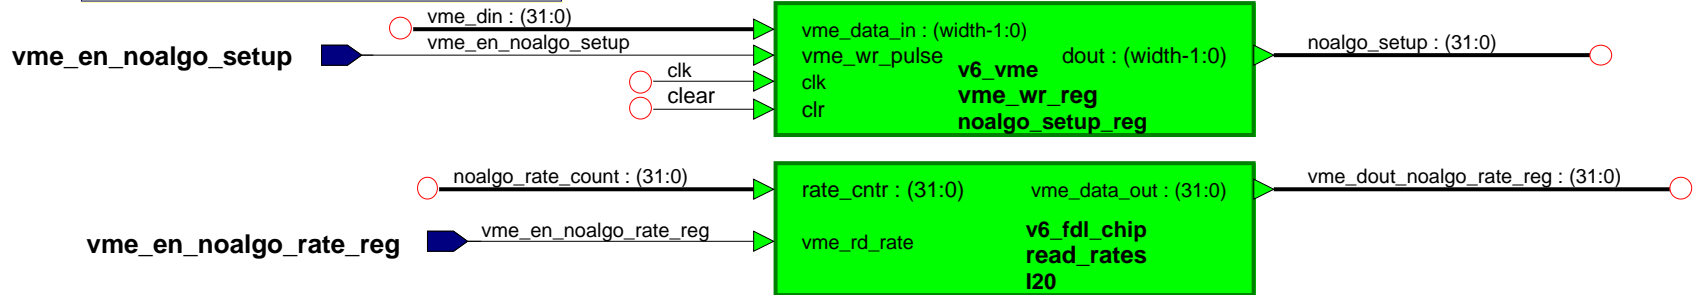 vme_din : (31:0)
vme_en_noalgo_setup
vme_en_noalgo_setup
clk
clear
vme_data_in : (width-1:0)
vme_wr_pulse
dout : (width-1:0)
clk
clr
v6_vme
vme_wr_reg
noalgo_setup_reg
noalgo_setup : (31:0)
noalgo_rate_count : (31:0)
vme_en_noalgo_rate_reg
vme_en_noalgo_rate_reg
rate_cntr : (31:0)
vme_data_out : (31:0)
vme_rd_rate
v6_fdl_chip
read_rates
I20
vme_dout_noalgo_rate_reg : (31:0)